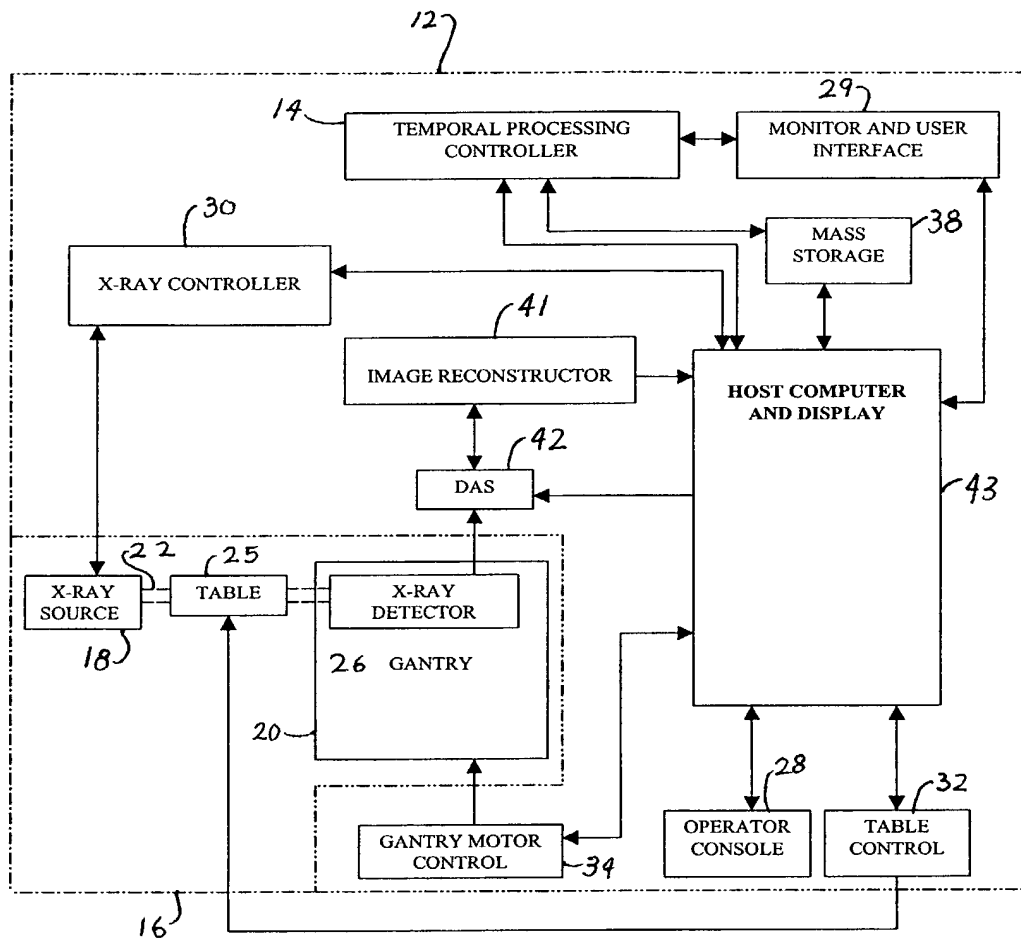 12
14
TEMPORAL PROCESSING
CONTROLLER
29
MONITOR AND USER
INTERFACE
30
X-RAY CONTROLLER
38
MASS
STORAGE
41
IMAGE RECONSTRUCTOR
HOST COMPUTER
AND DISPLAY
42
DAS
43
22
25
X-RAY
SOURCE
TABLE
X-RAY
DETECTOR
18
26
GANTRY
20
28
32
GANTRY MOTOR
CONTROL
34
OPERATOR
CONSOLE
TABLE
CONTROL
16